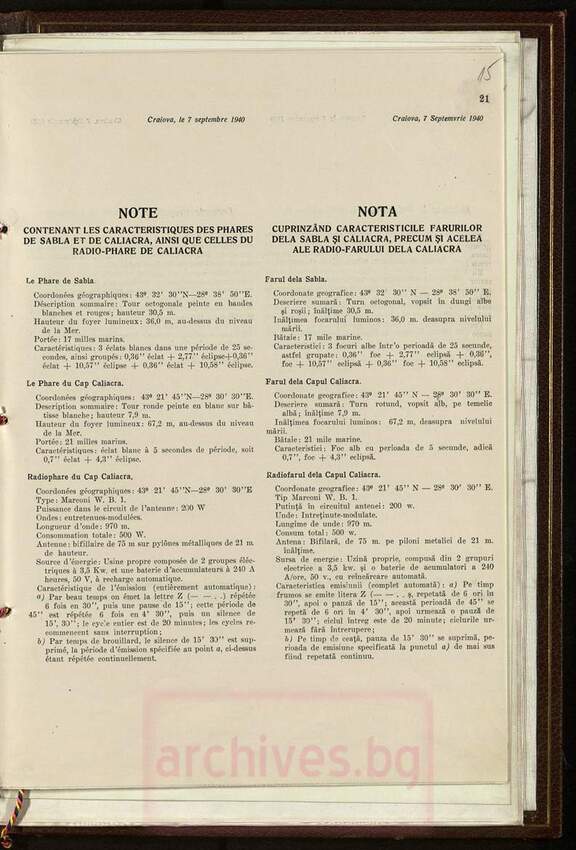 15
21
Craiova, le 7 septembre 1940
NOTE
CONTENANT LES CARACTERISTIQUES DES PHARES
DE SABLA ET DE CALIACRA, AINSI QUE CELLES DU
RADIO-PHARE DE CALIACRA
Le Phare de Sabla.
Coordonées géographiques: 43º 32' 30''N—28º 38' 50''E.
Déscription sommaire: Tour octogonale peinte en bandes
blanches et rouges; hauteur 30,5 m.
Hauteur du foyer lumineux: 36,0 m, au-dessus du niveau
de la Mer.
Portée: 17 milles marins.
Caractéristiques: 3 éclats blancs dans une période de 25 se-
condes, ainsi groupés: 0,36'' éclat + 2,77'' éclipse+0,36''
éclat + 10,57'' éclipse + 0,36'' éclat + 10,58'' éclipse.
Le Phare du Cap Caliacra.
Coordonées géographiques: 43º 21' 45''N—28º 30' 30''E.
Description sommaire: Tour ronde peinte en blanc sur bâ-
tisse blanche; hauteur 7,9 m.
Hauteur du foyer lumineux: 67,2 m, au-dessus du niveau
de la Mer.
Portée: 21 milles marins.
Caractéristiques: éclat blanc à 5 secondes de période, soit
0,7'' éclat + 4,3'' éclipse.
Radiophare du Cap Caliacra,
Coordonées géographiques: 43º 21' 45''N—28º 30' 30''E
Type: Marconi W. B. 1.
Puissance dans le circuit de l'antenne: 200 W
Ondes: entretenues-modulées.
Longueur d'onde: 970 m.
Consommation totale: 500 W.
Antenne: bifillaire de 75 m sur pylônes métalliques de 21 m.
de hauteur.
Source d'énergie: Usine propre composée de 2 groupes élèc-
triques à 3,5 Kw. et une baterie d'accumulateurs à 240 A
heures, 50 V, à recharge automatique.
Caractéristique de l'émission (entièrement automatique):
a) Par beau temps on émet la lettre Z (— — . .) répétée
6 fois en 30'', puis une pause de 15''; cette période de
45'' est répétée 6 fois en 4' 30'', puis un silence de
15', 30''; le cycle entier est de 20 minutes; les cycles re-
commencent sans interruption;
b) Par temps de brouillard, le silence de 15' 30'' est sup-
primé, la période d'émission spécifiée au point a, ci-dessus
étant répétée continuellement.
Craiova, 7 Septemvrie 1940
NOTA
CUPRINZÂND CARACTERISTICILE FARURILOR
DELA SABLA ȘI CALIACRA, PRECUM ȘI ACELEA
ALE RADIO-FARULUI DELA CALIACRA
Farul dela Sabla.
Coordonate geografice: 43º 32' 30'' N — 28º 38' 50'' E.
Descriere sumară: Turn octogonal, vopsit în dungi albe
și roșii; înălțime 30,5 m.
Inălțimea focarului luminos: 36,0 m. deasupra nivelului
mării.
Bătaie: 17 mile marine.
Caracteristici: 3 focuri albe într'o perioadă de 25 secunde,
astfel grupate: 0,36'' foc + 2,77'' eclipsă + 0,36'',
foc + 10,57'' eclipsă + 0,36'' foc + 10,58'' eclipsă.
Farul dela Capul Caliacra.
Coordonate geografice: 43º 21' 45'' N — 28º 30' 30'' E
Descriere sumară: Turn rotund, vopsit alb, pe temelie
albă; înălțime 7,9 m.
Inălțimea focarului luminos: 67,2 m, deasupra nivelului
mării.
Bătaie: 21 mile marine.
Caracteristici: Foc alb cu perioada de 5 secunde, adică
0,7'', foc + 4,3'' eclipsă.
Radiofarul dela Capul Caliacra.
Coordonate geografice: 43º 21' 45'' N — 28º 30' 30'' E.
Tip Marconi W. B. 1.
Putință în circuitul antenei: 200 w.
Unde: Intreținute-modulate.
Lungime de unde: 970 m.
Consum total: 500 w.
Antena: Bifilară, de 75 m. pe piloni metalici de 21 m.
înălțime.
Sursa de energie: Uzină proprie, compusă din 2 grupuri
electrice a 3,5 kw. și o baterie de acumulatori a 240
A/ore, 50 v., cu reîncărcare automată.
Caracteristica emisiunii (complet automată): a) Pe timp
frumos se emite litera Z (— — . . ș, repetată de 6 ori în
30'', apoi o pauză de 15''; această perioadă de 45'' se
repetă de 6 ori în 4' 30'', apoi urmează o pauză de
15' 30''; ciclul întreg este de 20 minute; ciclurile ur-
mează fără întrerupere;
b) Pe timp de ceață, pauza de 15' 30'' se suprimă, pe-
rioada de emisiune specificată la punctul a) de mai sus
fiind repetată continuu.
archives.bg